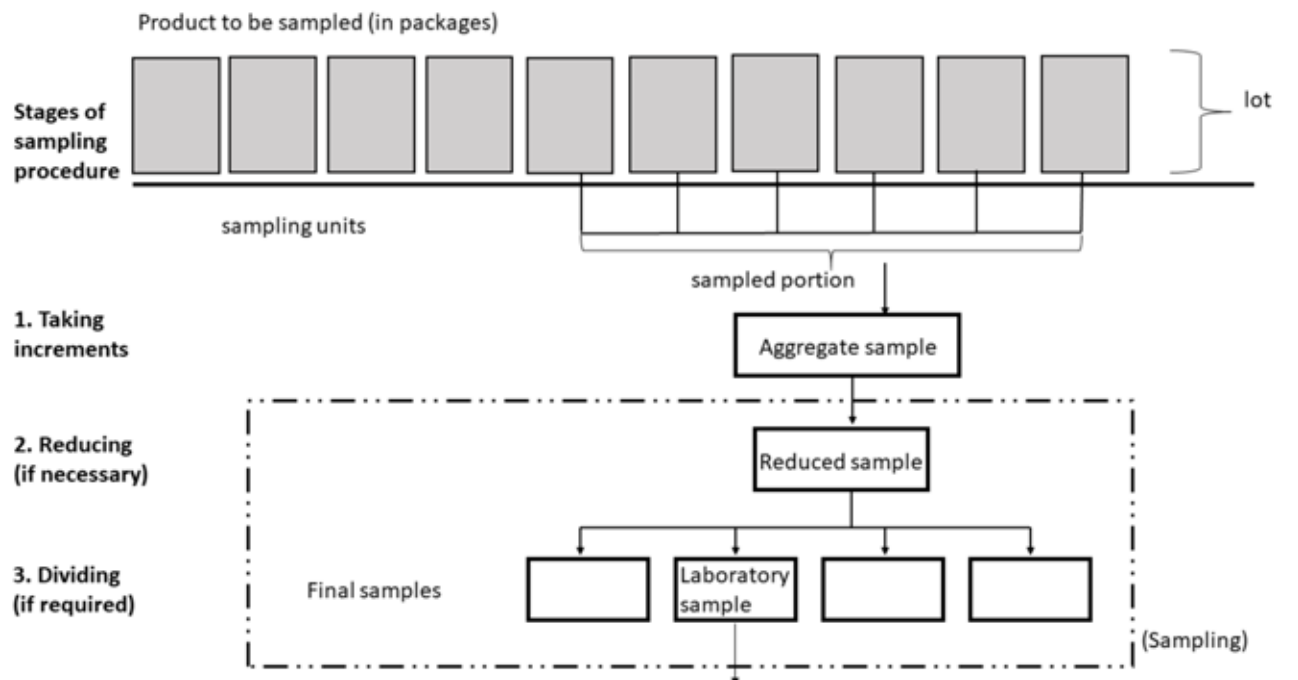 Product to be sampled (in packages)
lot
Stages of
sampling
procedure
sampling units
sampled portion
1. Taking
increments
Aggregate sample
2. Reducing
(if necessary)
Reduced sample
3. Dividing
(if required)
Final samples
Laboratory
sample
(Sampling)